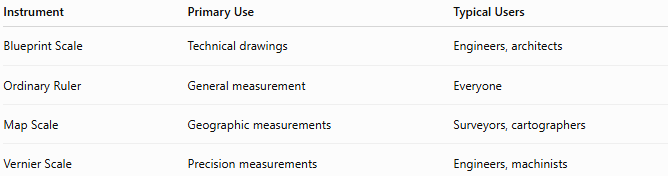 Instrument Primary Use Typical Users
Blueprint Scale Technical drawings Engineers, architects
Ordinary Ruler General measurement Everyone
Map Scale Geographic measurements Surveyors, cartographers
Vernier Scale Precision measurements Engineers, machinists